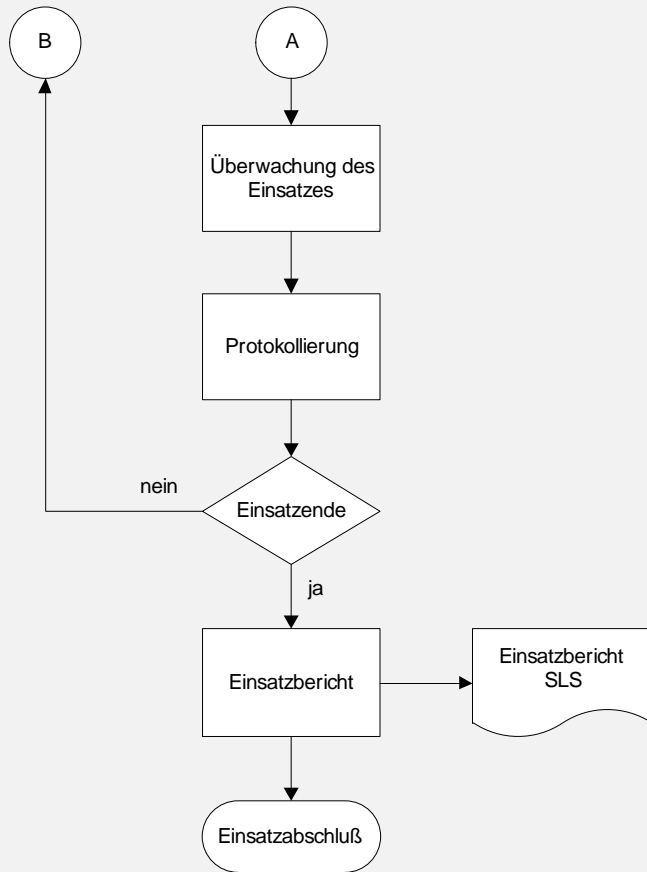 B
A
Überwachung des
Einsatzes
Protokollierung
nein
Einsatzende
ja
Einsatzbericht
Einsatzbericht
SLS
Einsatzabschluß